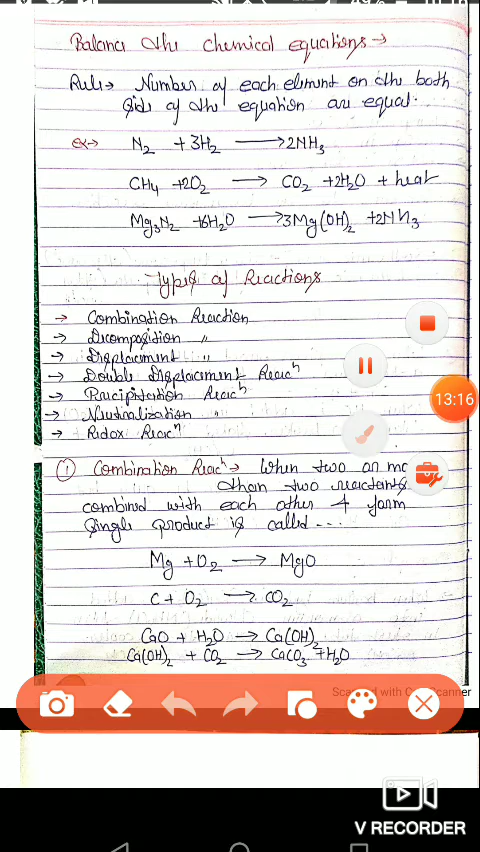 Balance the chemical equations →
Rule → Number of each element on the both
side of the equation are equal.
ex → N₂ + 3H₂ → 2NH₃
CH₄ + 2O₂ → CO₂ + 2H₂O + heat
Mg₃N₂ + 6H₂O → 3Mg(OH)₂ + 2NH₃
Types of Reactions
→ Combination Reaction
→ Decomposition "
→ Displacement "
→ Double Displacement Reacⁿ
→ Precipitation Reacⁿ
→ Neutralization "
→ Redox Reacⁿ
13:16
① Combination Reacⁿ → When two or mo
them two reactants
combined with each other & form
single product is called ...
Mg + O₂ → MgO
C + O₂ → CO₂
CaO + H₂O → Ca(OH)₂
Ca(OH)₂ + CO₂ → CaCO₃ + H₂O
V RECORDER